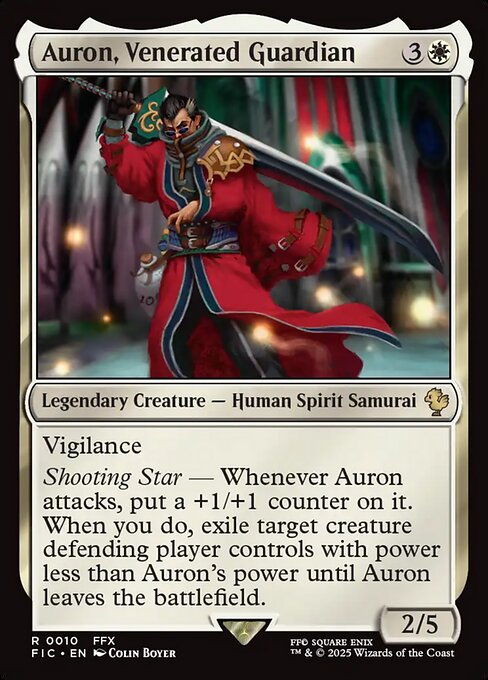 Auron, Venerated Guardian 3
Legendary Creature — Human Spirit Samurai
Vigilance
Shooting Star — Whenever Auron
attacks, put a +1/+1 counter on it.
When you do, exile target creature
defending player controls with power
less than Auron's power until Auron
leaves the battlefield.
2/5
R 0010 FFX
FIC • EN Colin Boyer
FF© SQUARE ENIX
™ & © 2025 Wizards of the Coast